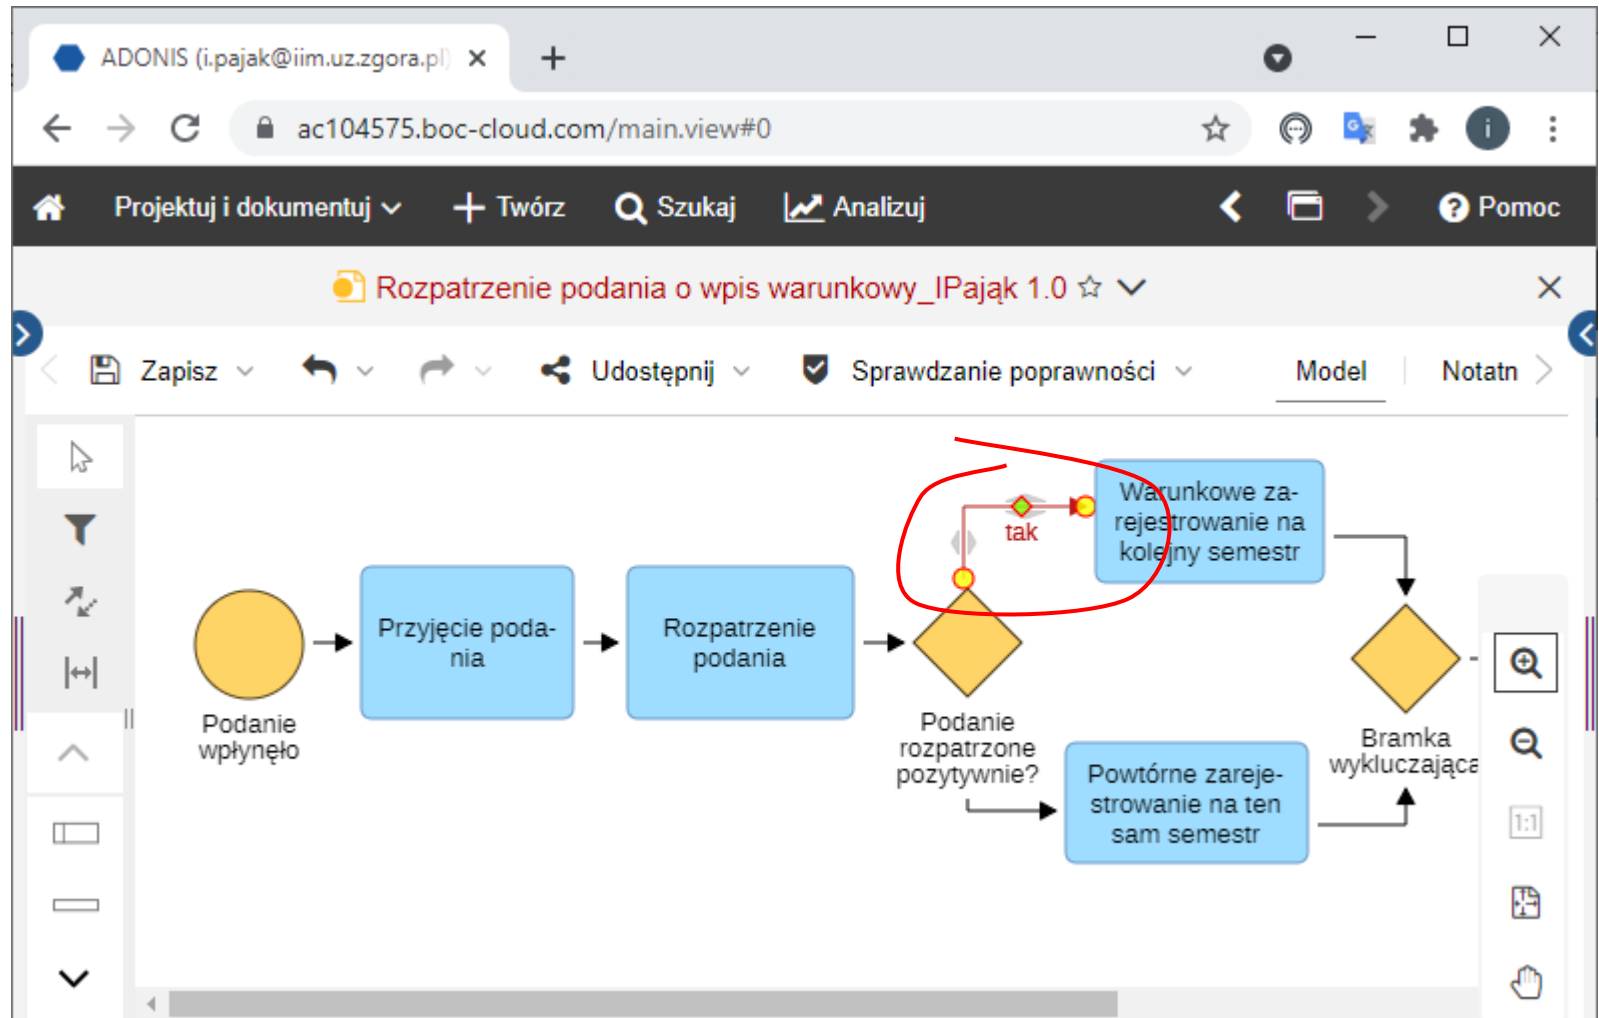 ADONIS (i.pajak@iim.uz.zgora.pl)
ac104575.boc-cloud.com/main.view#0
i
Projektuj i dokumentuj
Twórz
Szukaj
Analizuj
Pomoc
Rozpatrzenie podania o wpis warunkowy_IPająk 1.0
Zapisz
Udostępnij
Sprawdzanie poprawności
Model
Notatn
Warunkowe za-
rejestrowanie na
kolejny semestr
tak
Przyjęcie poda-
nia
Rozpatrzenie
podania
Podanie
wpłynęło
Podanie
rozpatrzone
pozytywnie?
Powtórne zareje-
strowanie na ten
sam semestr
Bramka
wykluczająca
1:1